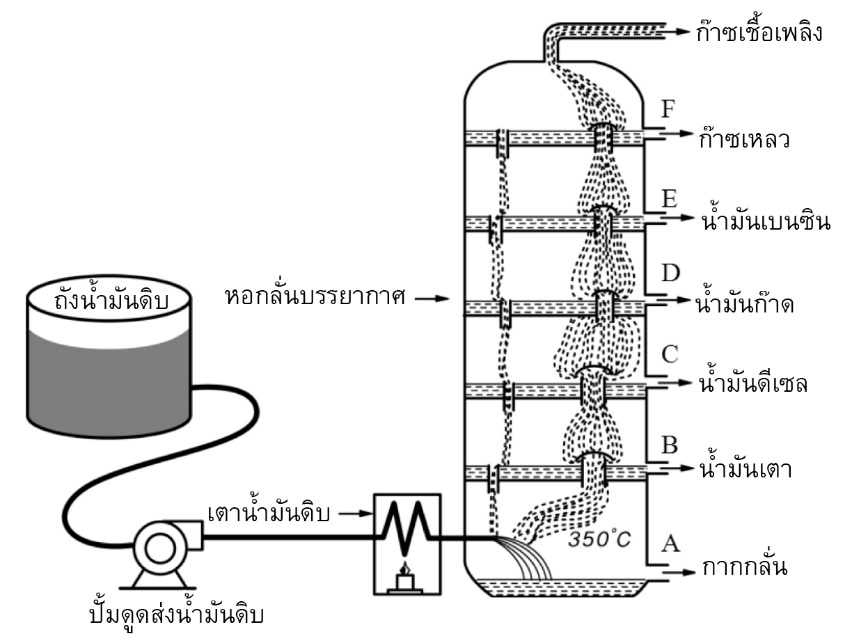 ก๊าซเชื้อเพลิง
F
ก๊าซเหลว
E
น้ำมันเบนซิน
D
น้ำมันก๊าด
C
น้ำมันดีเซล
B
น้ำมันเตา
A
กากกลั่น
350°C
หอกลั่นบรรยากาศ
ถังน้ำมันดิบ
เตาน้ำมันดิบ
ปั้มดูดส่งน้ำมันดิบ